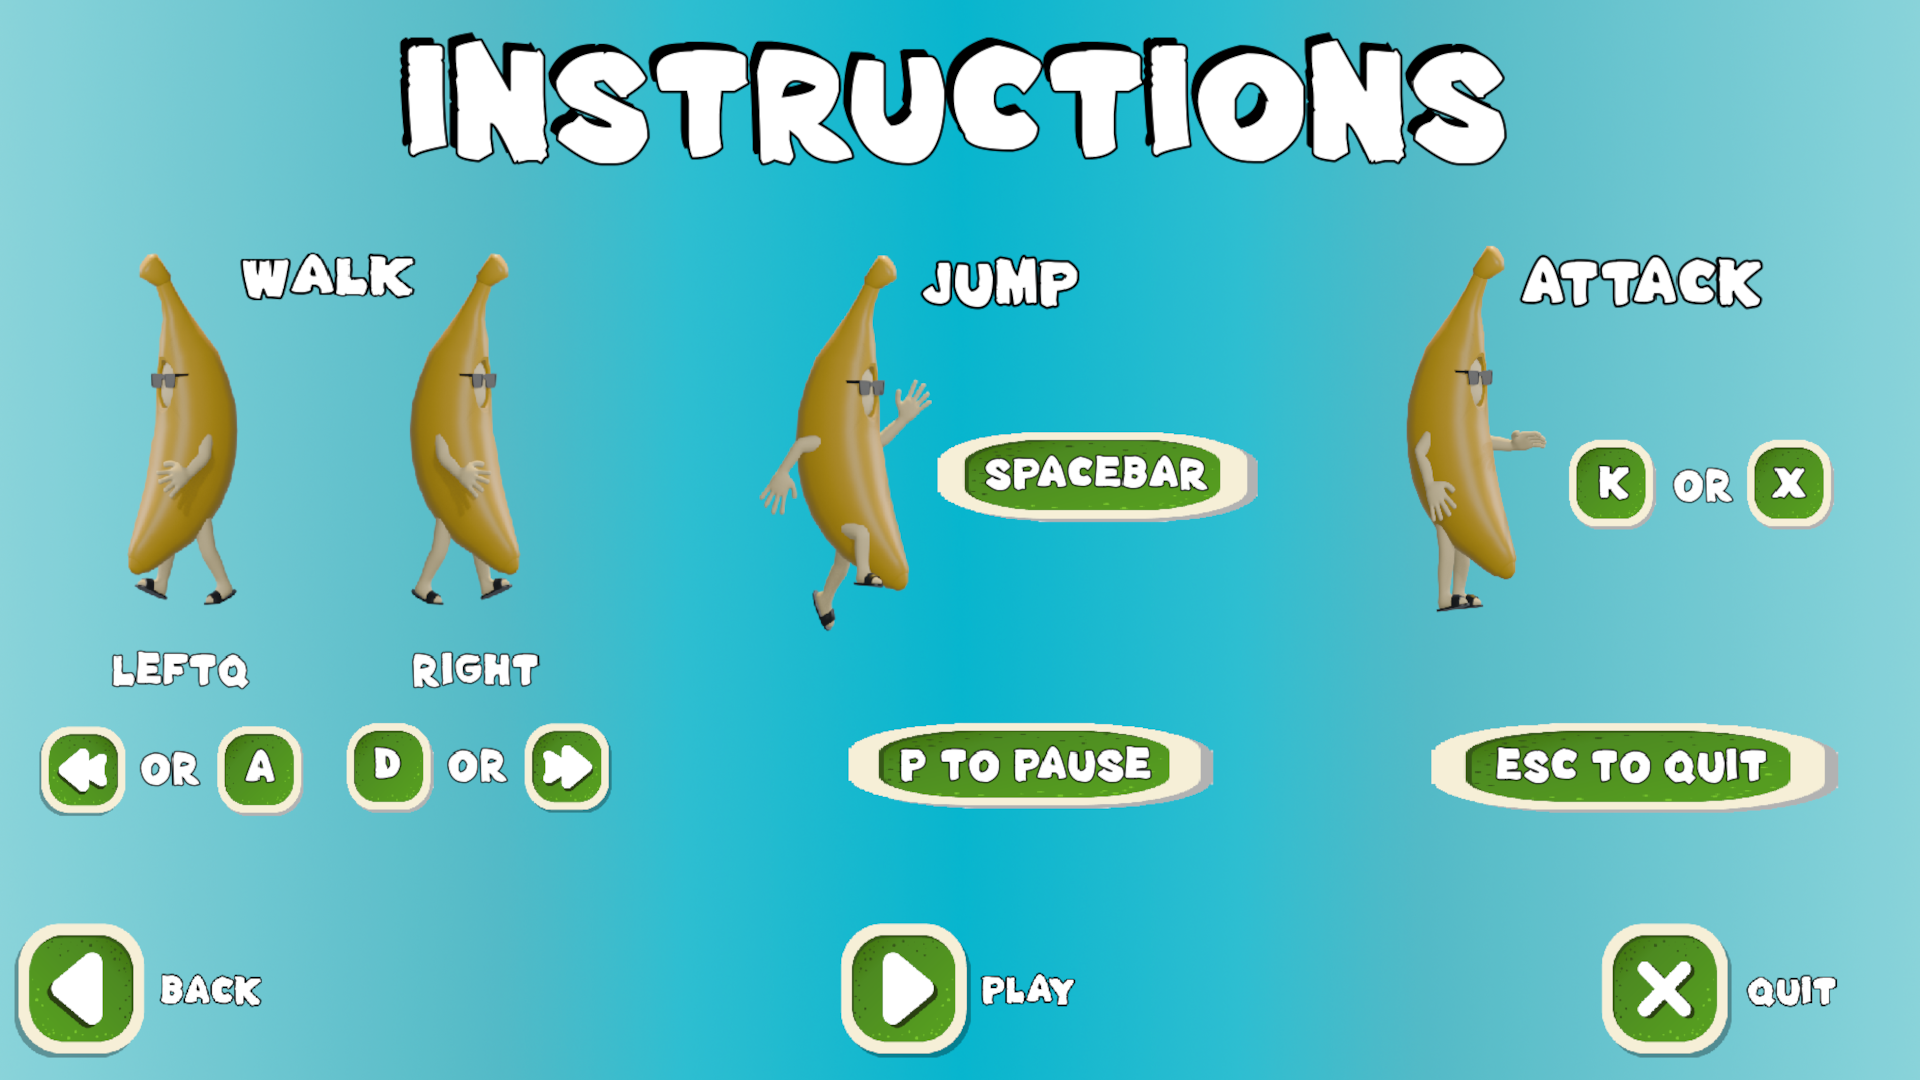 INSTRUCTIONS
WALK
JUMP
ATTACK
SPACEBAR
K OR X
LEFTQ
RIGHT
OR A
D OR
P TO PAUSE
ESC TO QUIT
BACK
PLAY
QUIT